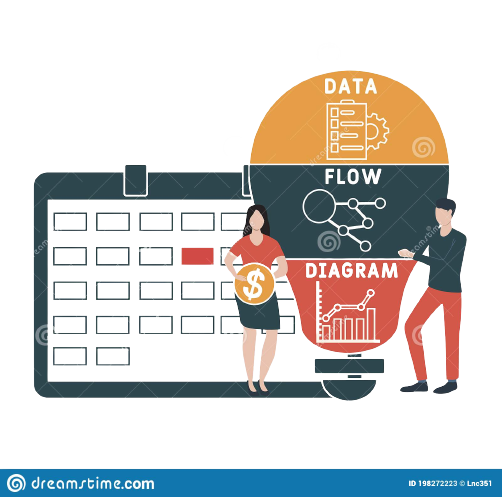 DATA
FLOW
DIAGRAM
$
dreamstime.com
ID 198272223 © Lnc351